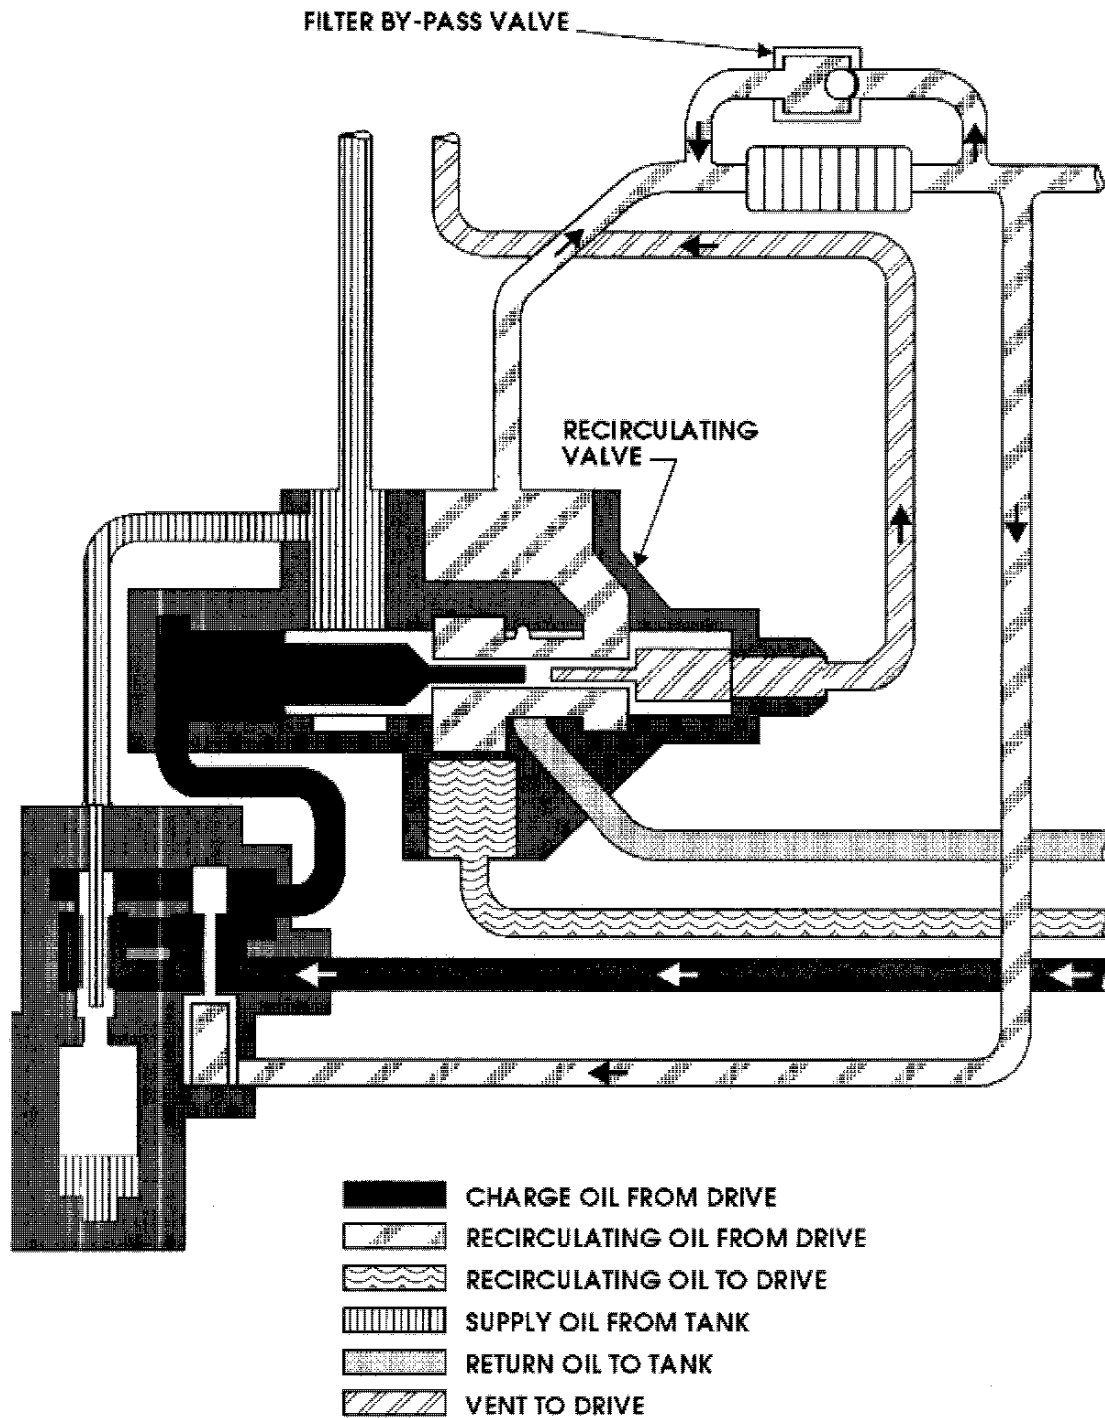 FILTER BY-PASS VALVE
RECIRCULATING
VALVE
CHARGE OIL FROM DRIVE
RECIRCULATING OIL FROM DRIVE
RECIRCULATING OIL TO DRIVE
SUPPLY OIL FROM TANK
RETURN OIL TO TANK
VENT TO DRIVE